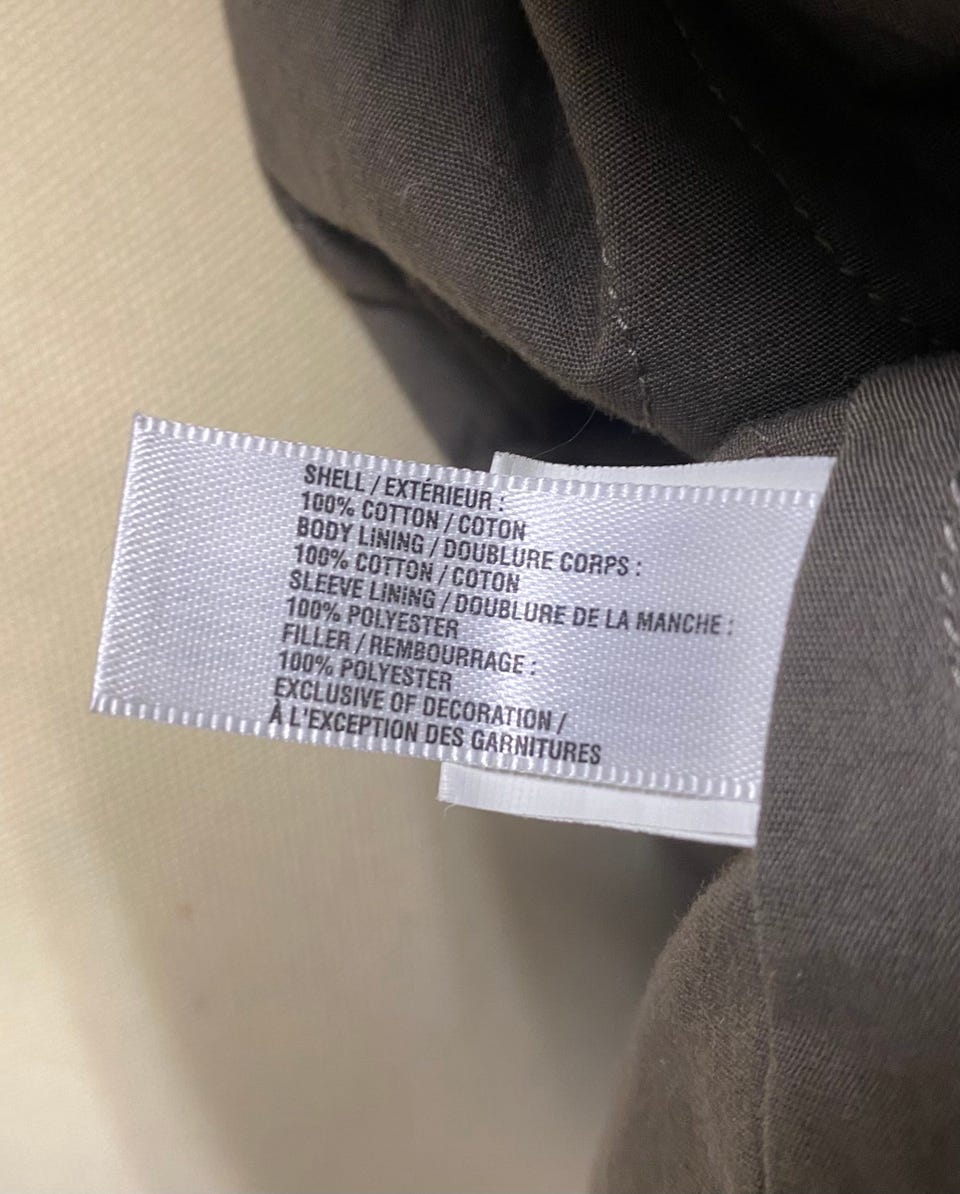 SHELL / EXTÉRIEUR :
100% COTTON / COTON
BODY LINING / DOUBLURE CORPS :
100% COTTON / COTON
SLEEVE LINING / DOUBLURE DE LA MANCHE :
100% POLYESTER
FILLER / REMBOURRAGE :
100% POLYESTER
EXCLUSIVE OF DECORATION /
À L'EXCEPTION DES GARNITURES